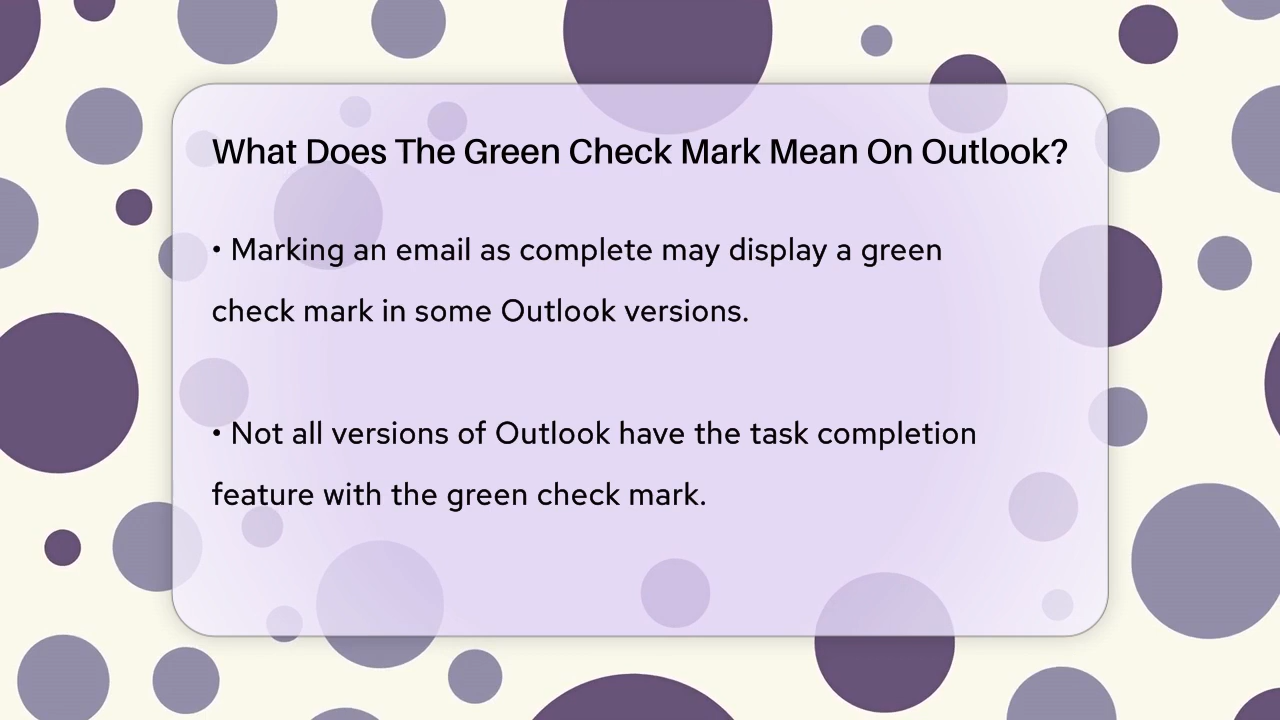 What Does The Green Check Mark Mean On Outlook?
• Marking an email as complete may display a green
check mark in some Outlook versions.
• Not all versions of Outlook have the task completion
feature with the green check mark.